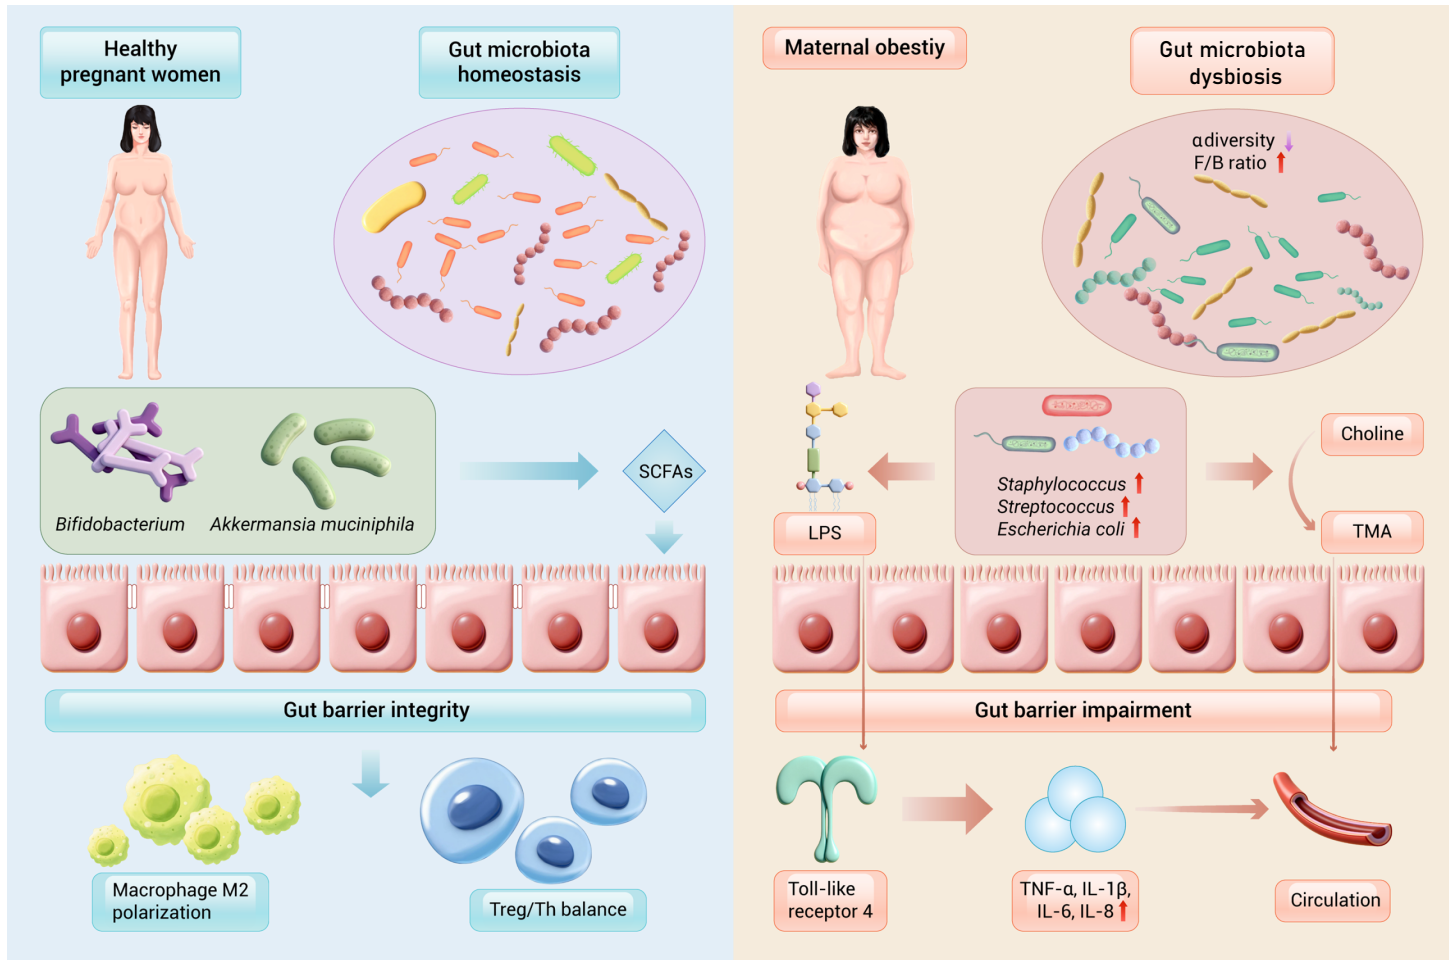 Healthy
pregnant women
Gut microbiota
homeostasis
Bifidobacterium
Akkermansia muciniphila
SCFAs
Gut barrier integrity
Macrophage M2
polarization
Treg/Th balance
Maternal obestiy
Gut microbiota
dysbiosis
α diversity
F/B ratio
LPS
Staphylococcus
Streptococcus
Escherichia coli
Choline
TMA
Gut barrier impairment
Toll-like
receptor 4
TNF-α, IL-1β,
IL-6, IL-8
Circulation